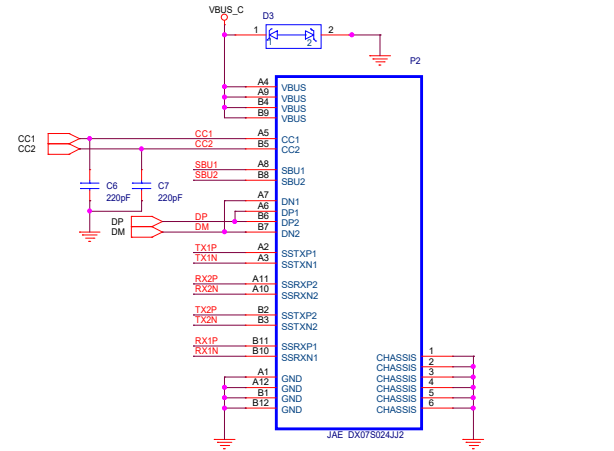 VBUS_C
D3
1 2
1 2
P2
A4 VBUS
A9 VBUS
B4 VBUS
B9 VBUS
CC1 CC1 A5 CC1
CC2 CC2 B5 CC2
SBU1 A8 SBU1
SBU2 B8 SBU2
C6 C7
220pF 220pF
A7 DN1
A6 DP1
DP DP B6 DP2
DM DM B7 DN2
TX1P A2 SSTXP1
TX1N A3 SSTXN1
RX2P A11 SSRXP2
RX2N A10 SSRXN2
TX2P B2 SSTXP2
TX2N B3 SSTXN2
RX1P B11 SSRXP1
RX1N B10 SSRXN1
CHASSIS 1
CHASSIS 2
A1 GND CHASSIS 3
A12 GND CHASSIS 4
B1 GND CHASSIS 5
B12 GND CHASSIS 6
JAE_DX07S024JJ2